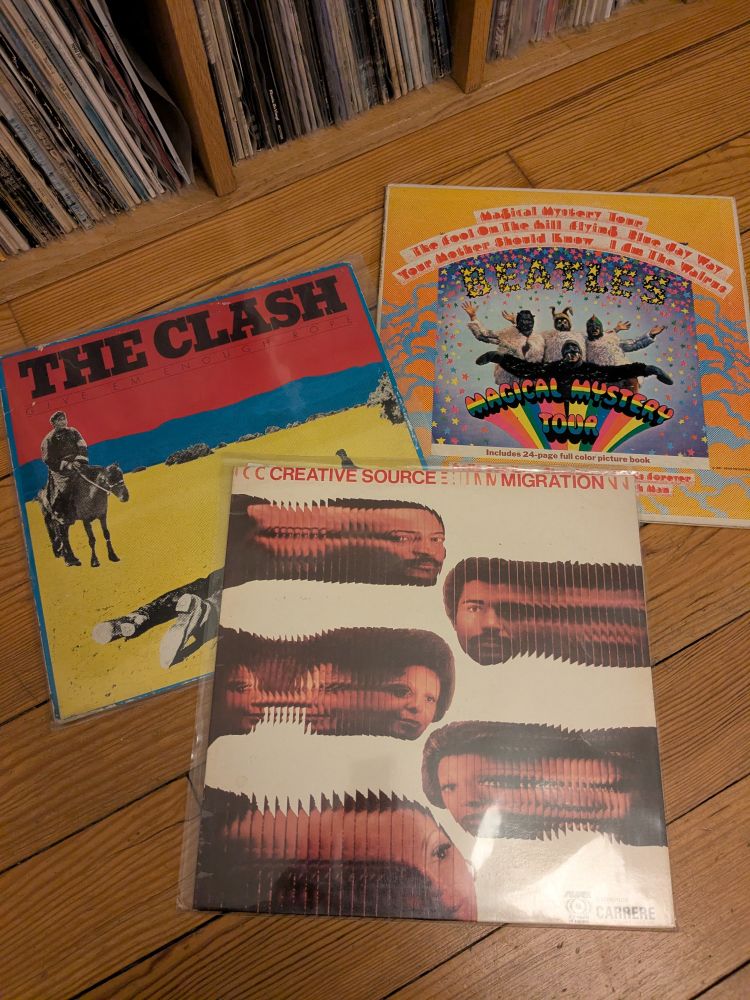 THE CLASH
GIVE 'EM ENOUGH ROPE
Magical Mystery Tour
The Fool On The Hill Flying Blue Jay Way
Your Mother Should Know I Am The Walrus
BEATLES
MAGICAL MYSTERY
TOUR
Includes 24-page full color picture book
Forever
Man
CREATIVE SOURCE MIGRATION
CARRERE